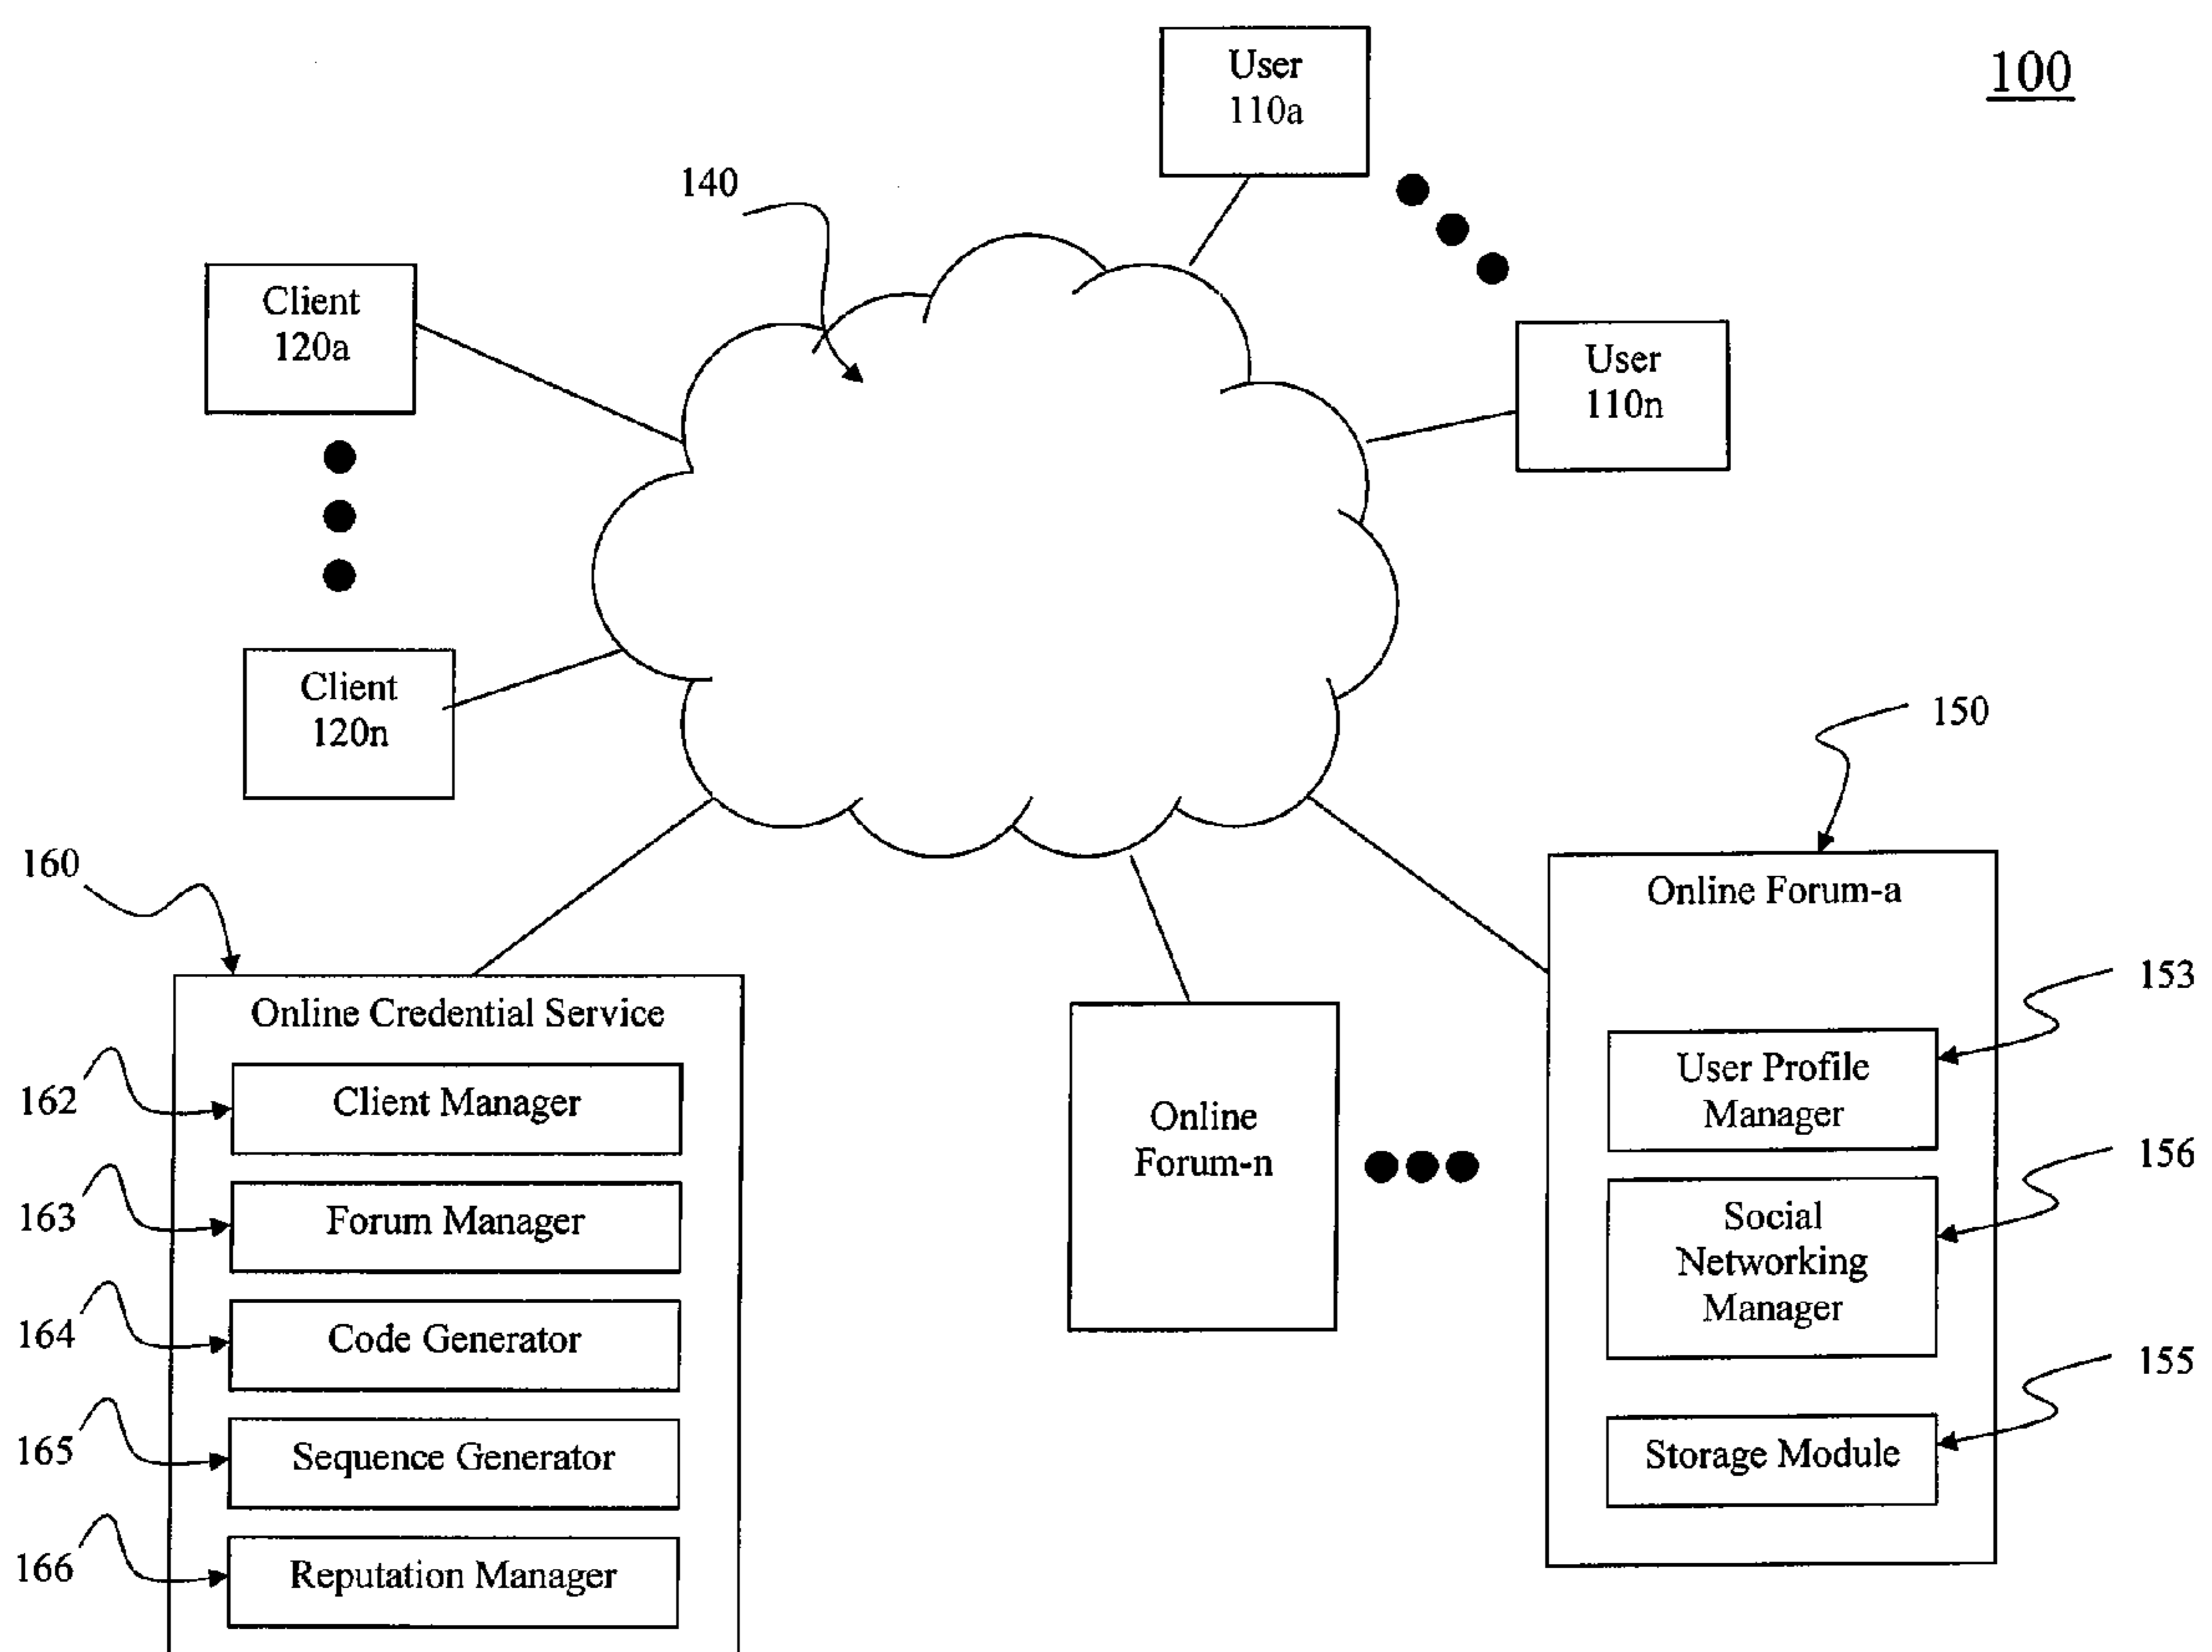 User
110a
100
140
Client
120a
User
110n
Client
120n
150
160
Online Forum-a
Online Credential Service
153
User Profile
Manager
162
Client Manager
Online
Forum-n
156
Social
Networking
Manager
163
Forum Manager
164
Code Generator
155
Storage Module
165
Sequence Generator
166
Reputation Manager